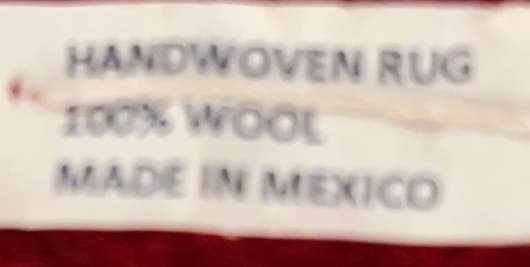 HANDWOVEN RUG
100% WOOL
MADE IN MEXICO